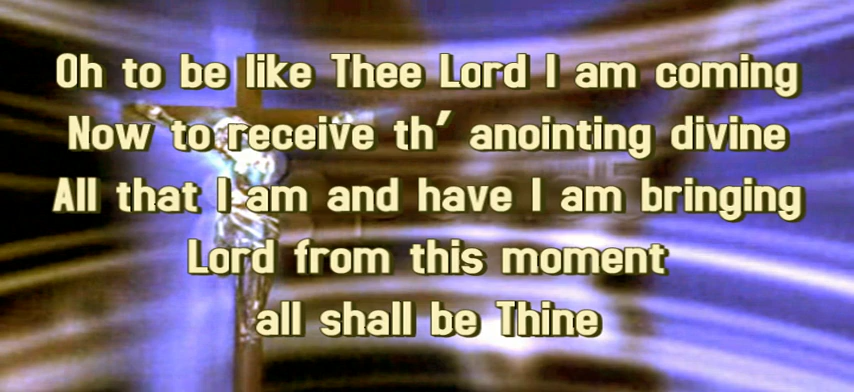 Oh to be like Thee Lord I am coming
Now to receive th' anointing divine
All that I am and have I am bringing
Lord from this moment
all shall be Thine